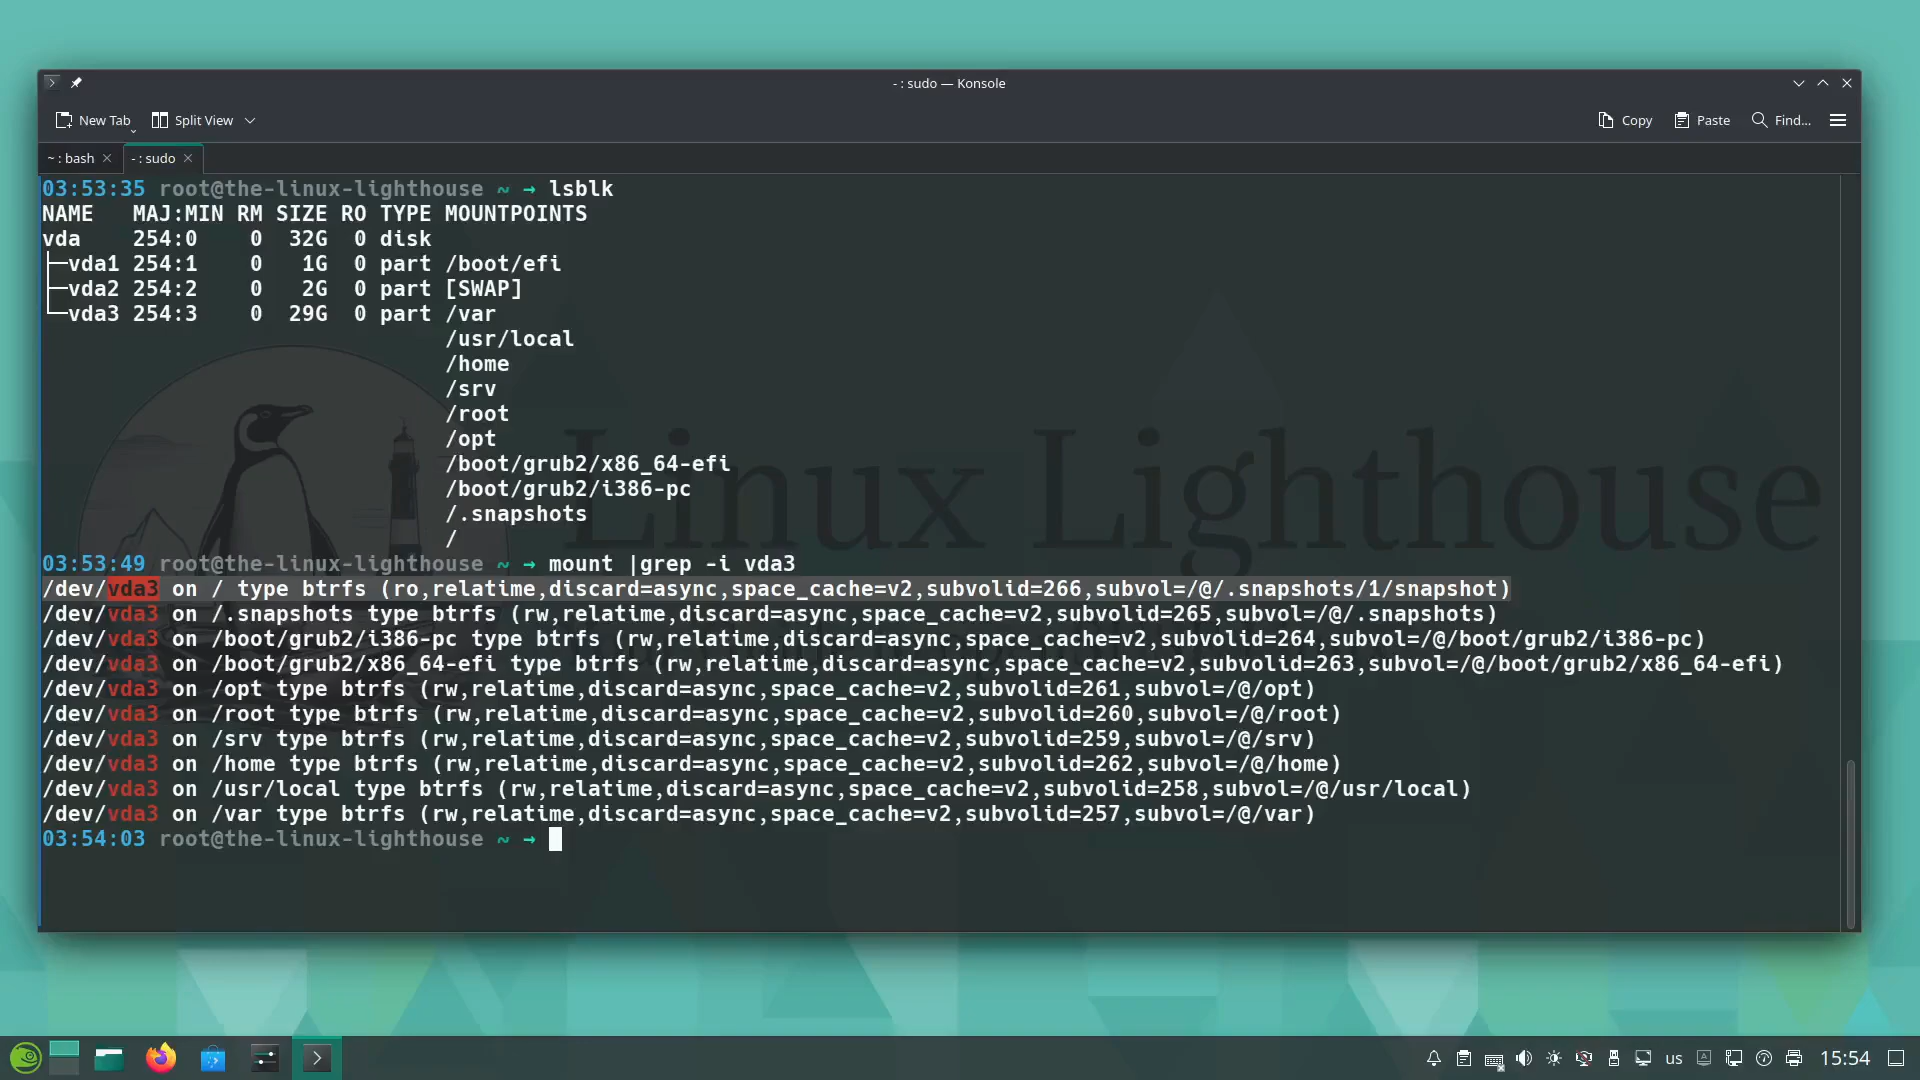 - : sudo — Konsole
New Tab Split View Copy Paste Find...
~ : bash - : sudo
03:53:35 root@the-linux-lighthouse ~ → lsblk
NAME MAJ:MIN RM SIZE RO TYPE MOUNTPOINTS
vda 254:0 0 32G 0 disk
├─vda1 254:1 0 1G 0 part /boot/efi
├─vda2 254:2 0 2G 0 part [SWAP]
└─vda3 254:3 0 29G 0 part /var
/usr/local
/home
/srv
/root
/opt
/boot/grub2/x86_64-efi
/boot/grub2/i386-pc
/.snapshots
/
Linux Lighthouse
03:53:49 root@the-linux-lighthouse ~ → mount |grep -i vda3
/dev/vda3 on / type btrfs (ro,relatime,discard=async,space_cache=v2,subvolid=266,subvol=/@/.snapshots/1/snapshot)
/dev/vda3 on /.snapshots type btrfs (rw,relatime,discard=async,space_cache=v2,subvolid=265,subvol=/@/.snapshots)
/dev/vda3 on /boot/grub2/i386-pc type btrfs (rw,relatime,discard=async,space_cache=v2,subvolid=264,subvol=/@/boot/grub2/i386-pc)
/dev/vda3 on /boot/grub2/x86_64-efi type btrfs (rw,relatime,discard=async,space_cache=v2,subvolid=263,subvol=/@/boot/grub2/x86_64-efi)
/dev/vda3 on /opt type btrfs (rw,relatime,discard=async,space_cache=v2,subvolid=261,subvol=/@/opt)
/dev/vda3 on /root type btrfs (rw,relatime,discard=async,space_cache=v2,subvolid=260,subvol=/@/root)
/dev/vda3 on /srv type btrfs (rw,relatime,discard=async,space_cache=v2,subvolid=259,subvol=/@/srv)
/dev/vda3 on /home type btrfs (rw,relatime,discard=async,space_cache=v2,subvolid=262,subvol=/@/home)
/dev/vda3 on /usr/local type btrfs (rw,relatime,discard=async,space_cache=v2,subvolid=258,subvol=/@/usr/local)
/dev/vda3 on /var type btrfs (rw,relatime,discard=async,space_cache=v2,subvolid=257,subvol=/@/var)
03:54:03 root@the-linux-lighthouse ~ →
us 15:54